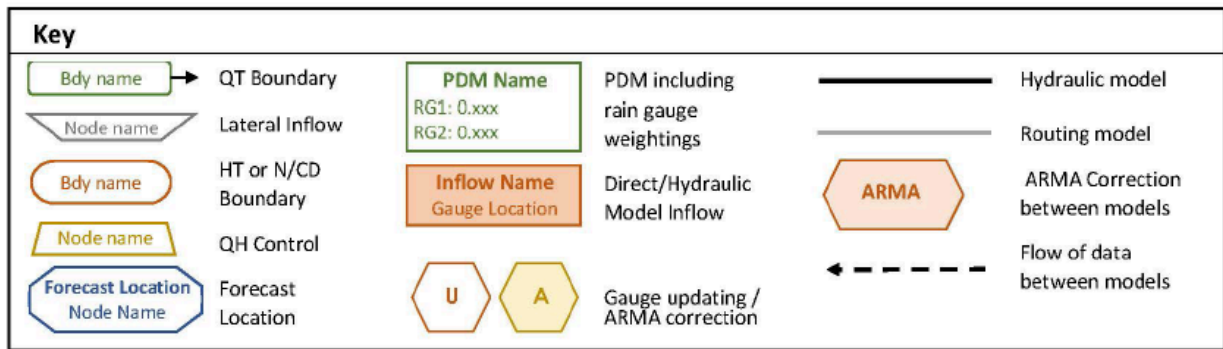 Key
Bdy name
QT Boundary
Node name
Lateral Inflow
Bdy name
HT or N/CD
Boundary
Node name
QH Control
Forecast Location
Node Name
Forecast
Location
PDM Name
RG1: 0.xxx
RG2: 0.xxx
PDM including
rain gauge
weightings
Inflow Name
Gauge Location
Direct/Hydraulic
Model Inflow
U
A
Gauge updating /
ARMA correction
Hydraulic model
Routing model
ARMA
ARMA Correction
between models
Flow of data
between models